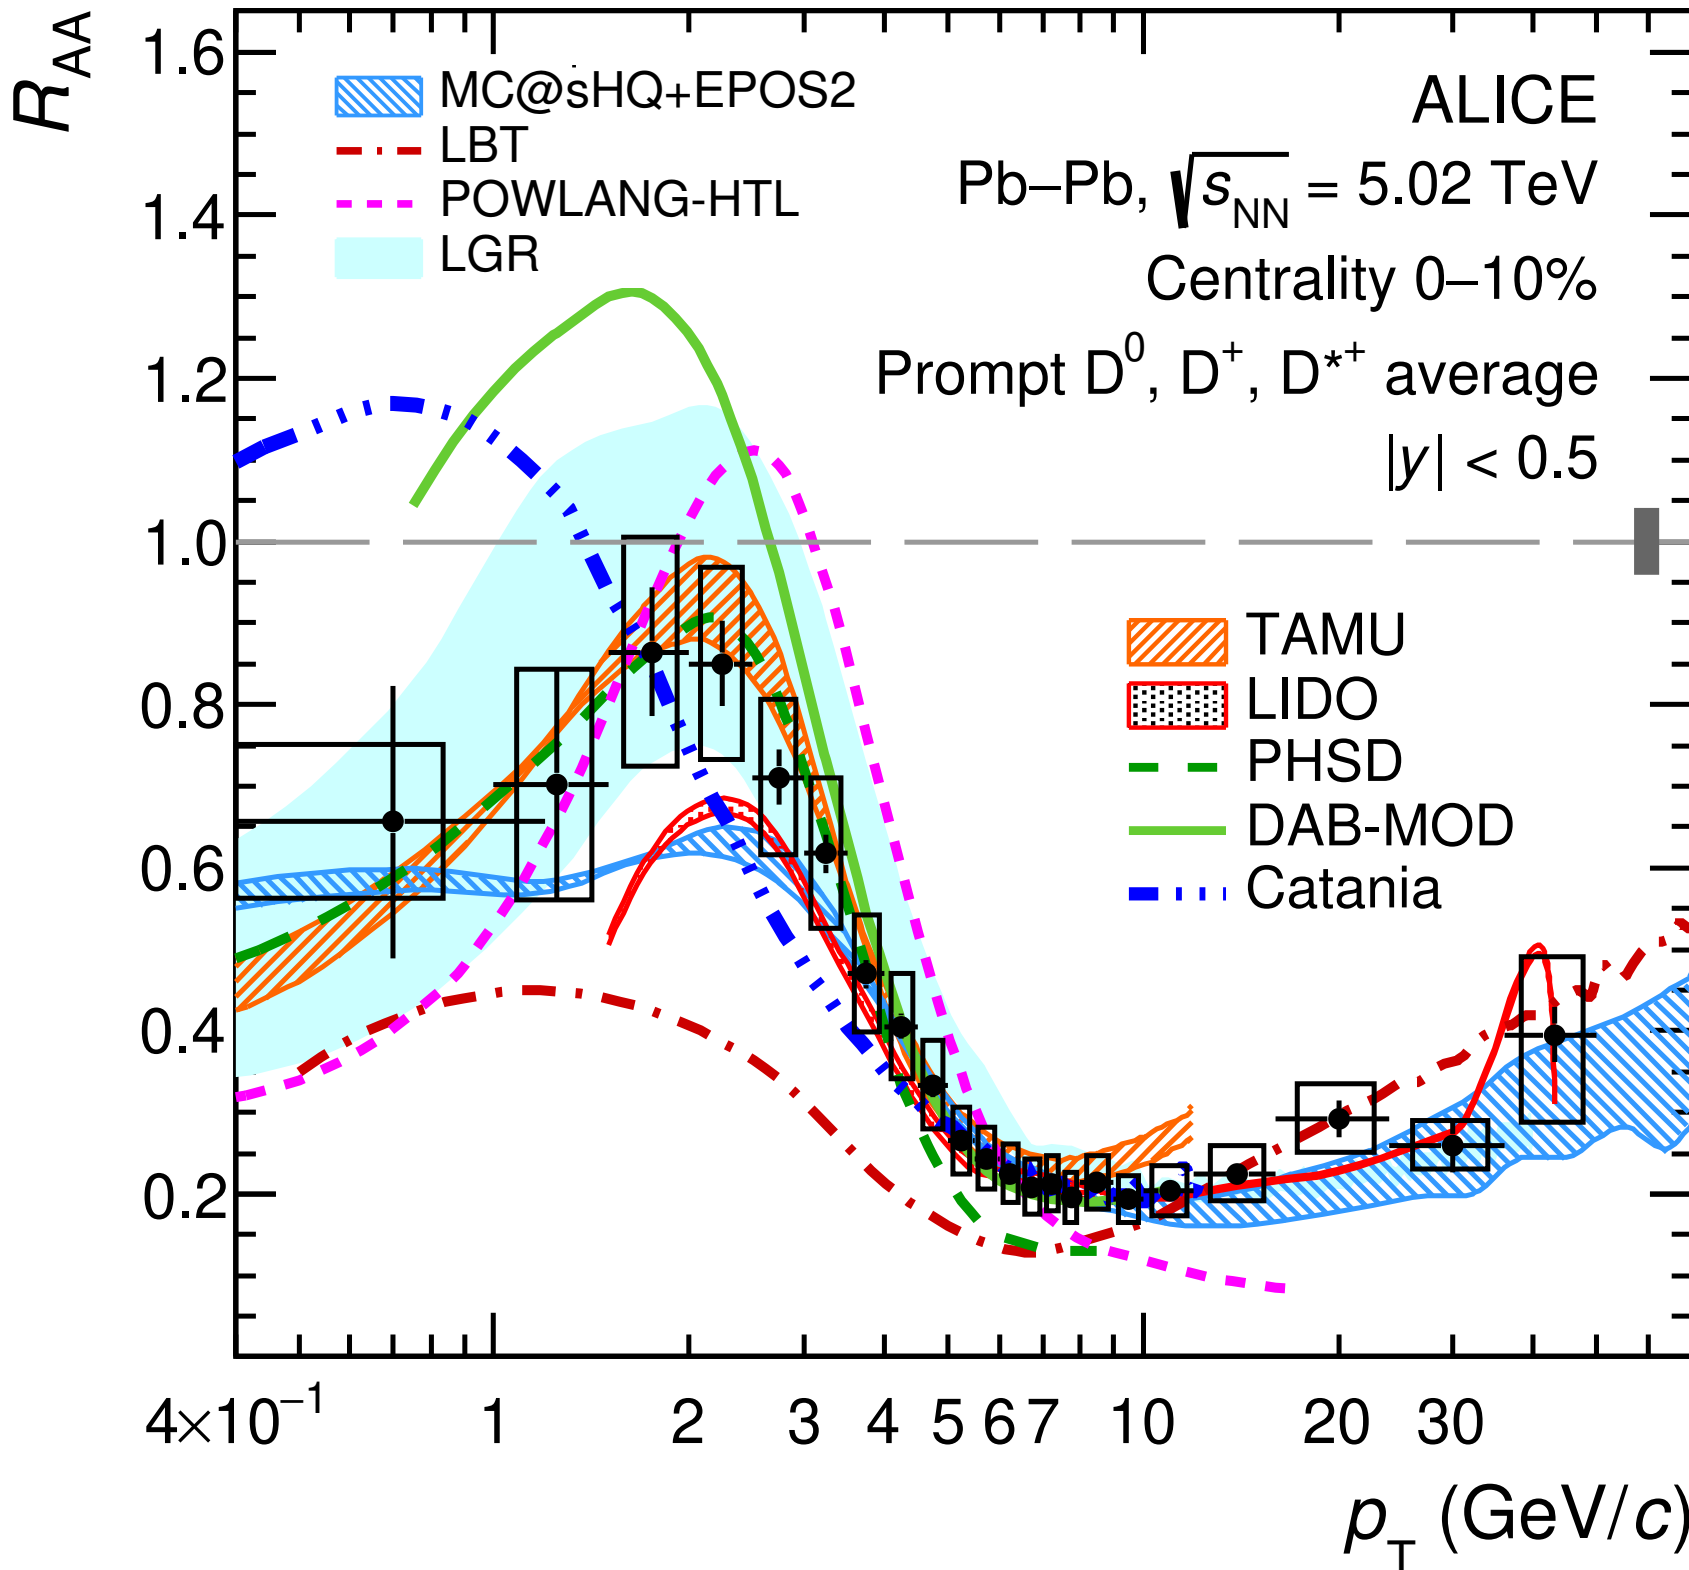 R_AA
1.6
1.4
1.2
1.0
0.8
0.6
0.4
0.2
MC@sHQ+EPOS2
LBT
POWLANG-HTL
LGR
ALICE
Pb–Pb, √s_NN = 5.02 TeV
Centrality 0–10%
Prompt D⁰, D⁺, D*⁺ average
|y| < 0.5
TAMU
LIDO
PHSD
DAB-MOD
Catania
4×10⁻¹ 1 2 3 4 5 6 7 10 20 30
p_T (GeV/c)